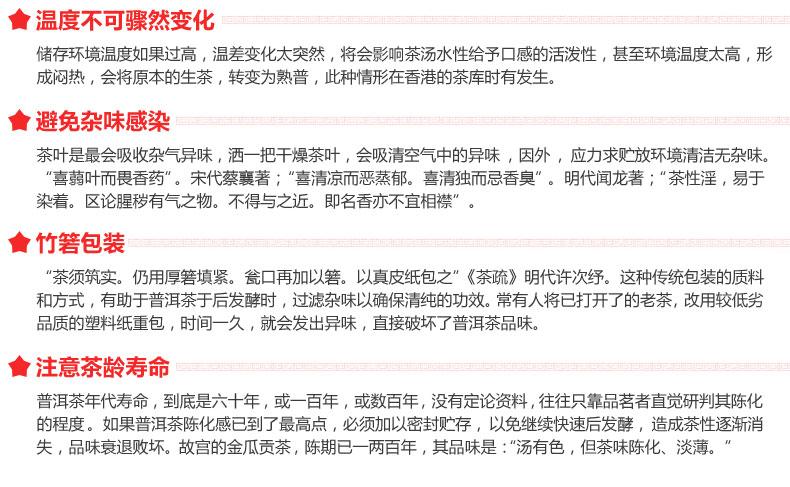 温度不可骤然变化
储存环境温度如果过高，温差变化太突然，将会影响茶汤水性给予口感的活泼性，甚至环境温度太高，形
成闷热，会将原本的生茶，转变为熟普，此种情形在香港的茶库时有发生。
避免杂味感染
茶叶是最会吸收杂气异味，洒一把干燥茶叶，会吸清空气中的异味，因外，应力求贮放环境清洁无杂味。
“喜蒻叶而畏香药”。宋代蔡襄著；“喜清凉而恶蒸郁。喜清独而忌香臭”。明代闻龙著；“茶性淫，易于
染着。区论腥秽有气之物。不得与之近。即名香亦不宜相襟”。
竹箬包装
“茶须筑实。仍用厚箬填紧。瓮口再加以箬。以真皮纸包之“《茶疏》明代许次纾。这种传统包装的质料
和方式，有助于普洱茶于后发酵时，过滤杂味以确保清纯的功效。常有人将已打开了的老茶，改用较低劣
品质的塑料纸重包，时间一久，就会发出异味，直接破坏了普洱茶品味。
注意茶龄寿命
普洱茶年代寿命，到底是六十年，或一百年，或数百年，没有定论资料，往往只靠品茗者直觉研判其陈化
的程度。如果普洱茶陈化感已到了最高点，必须加以密封贮存，以免继续快速后发酵，造成茶性逐渐消
失，品味衰退败坏。故宫的金瓜贡茶，陈期已一两百年，其品味是：“汤有色，但茶味陈化、淡薄。”